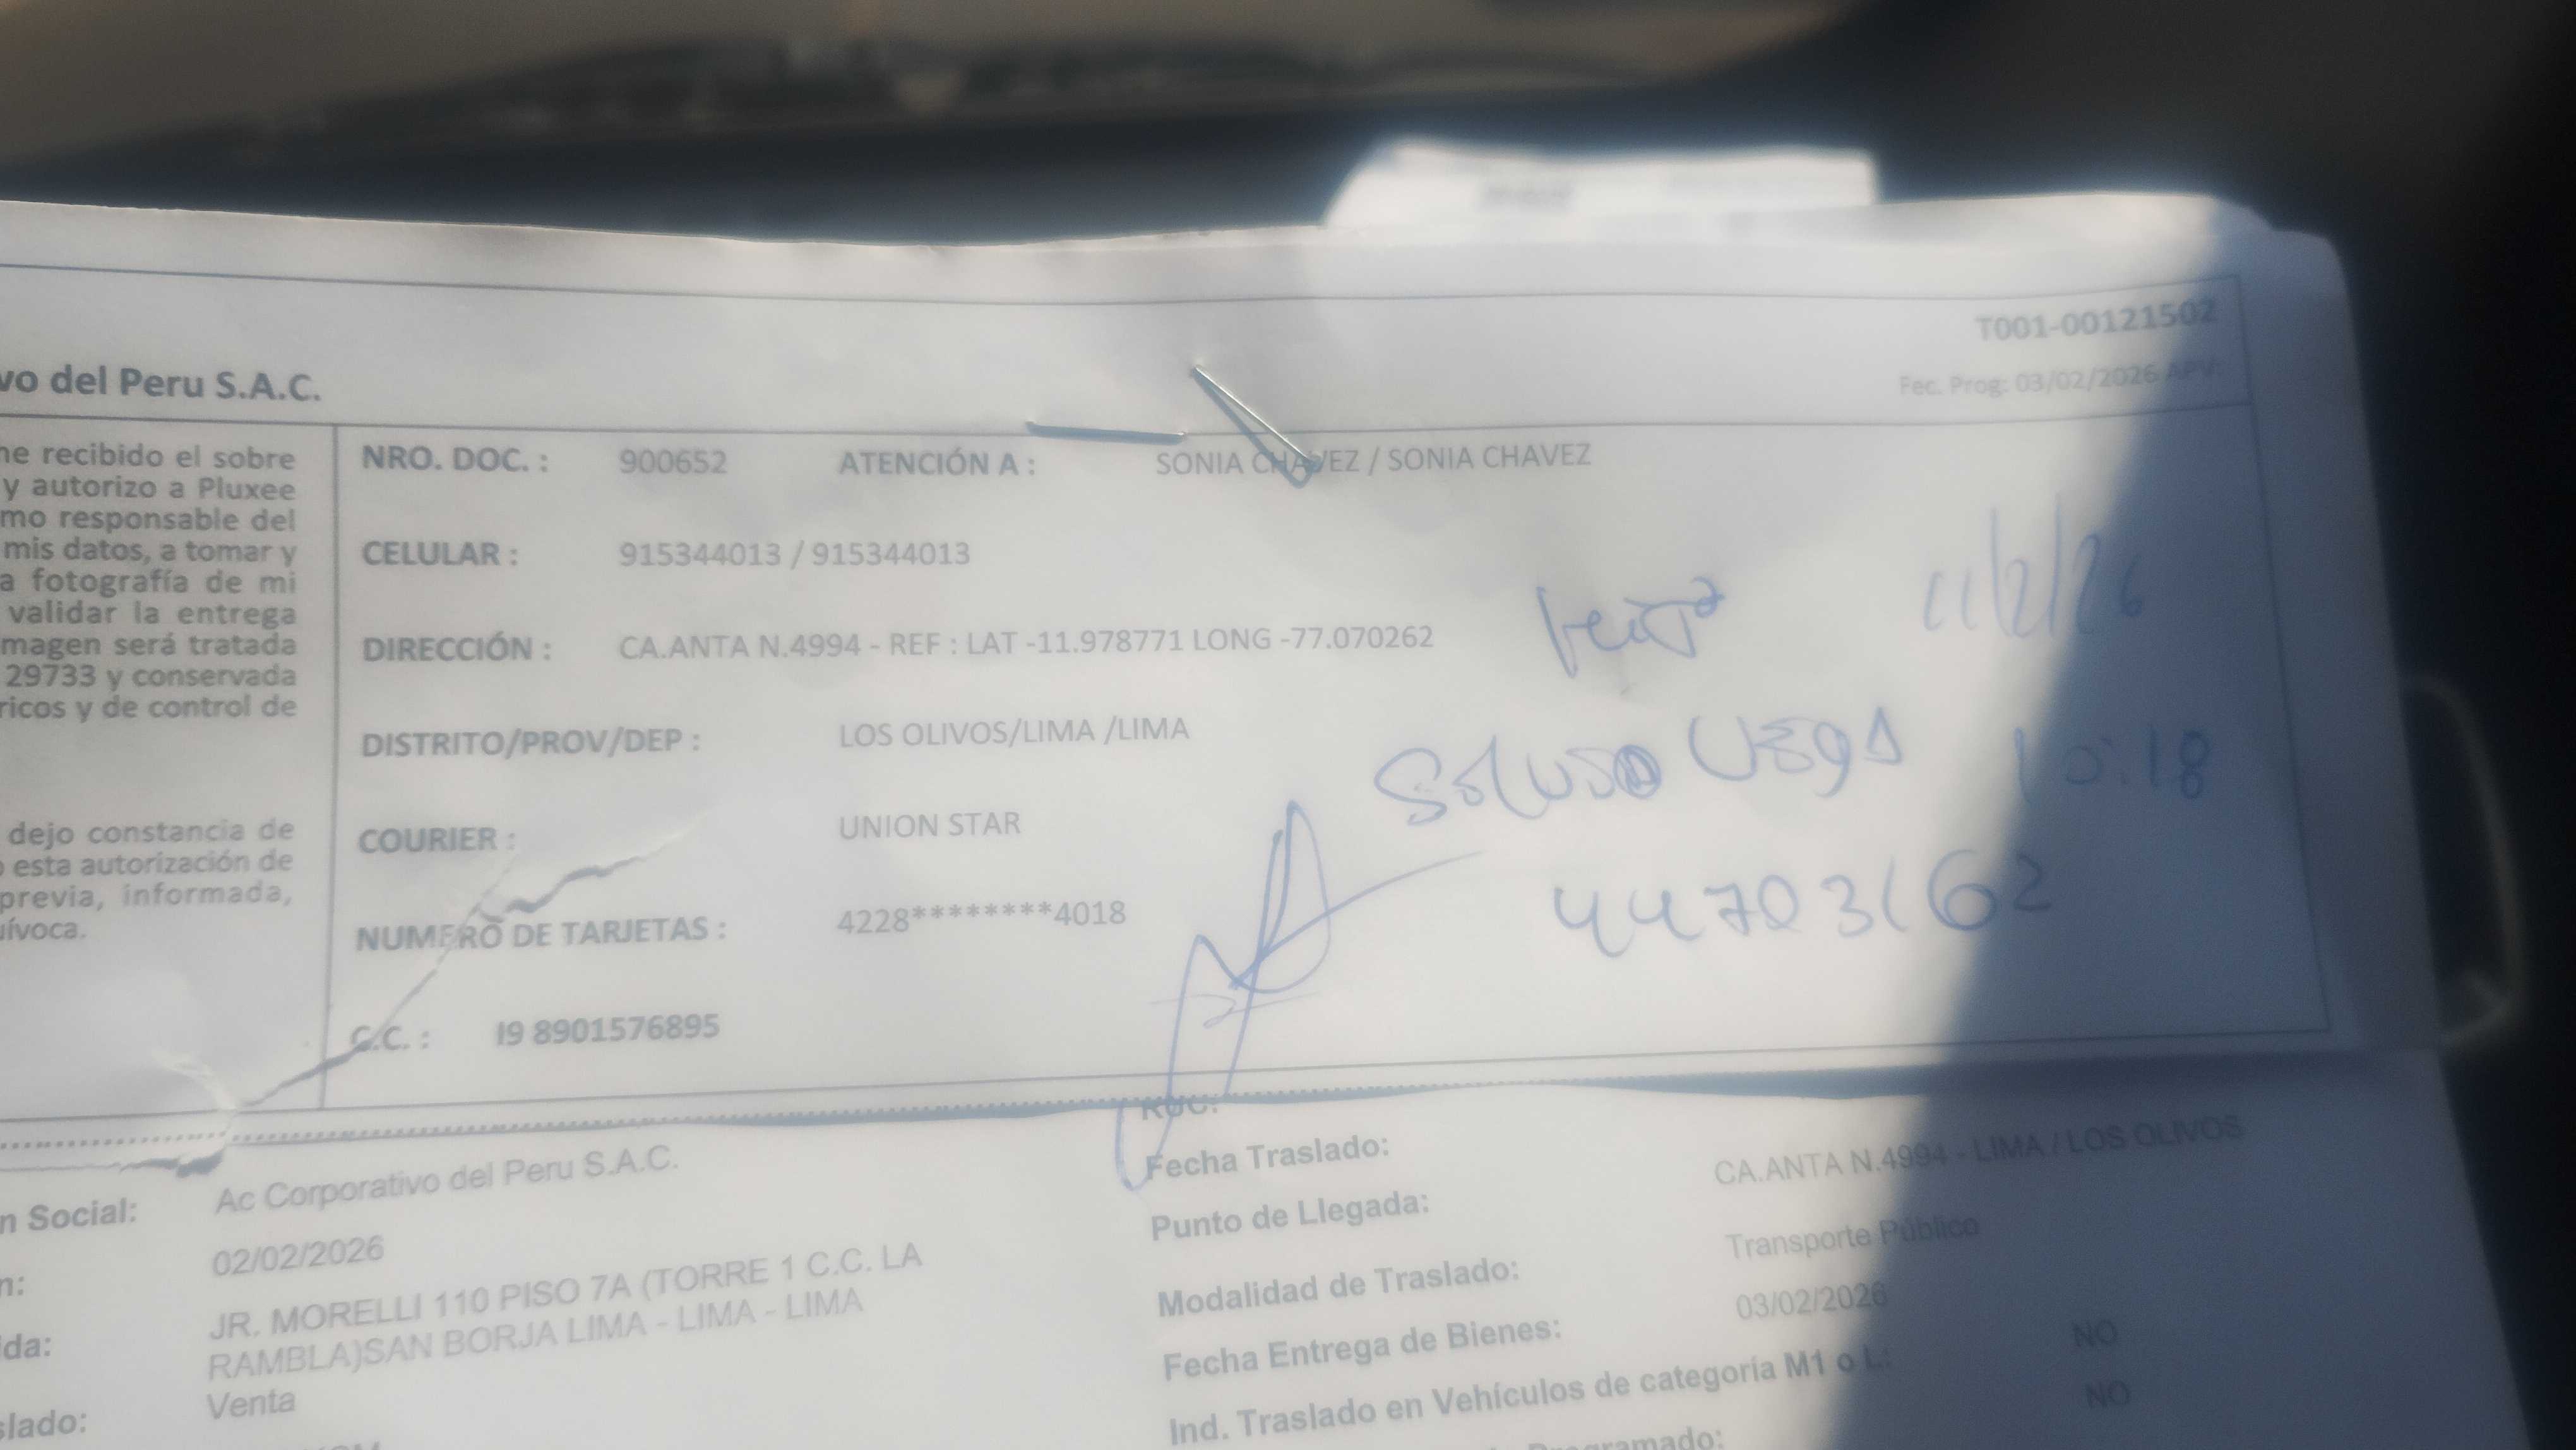 T001-00121502
Fec. Prog: 03/02/2026 APV:
vo del Peru S.A.C.
ne recibido el sobre
y autorizo a Pluxee
mo responsable del
mis datos, a tomar y
a fotografía de mi
validar la entrega
magen será tratada
29733 y conservada
ricos y de control de
dejo constancia de
o esta autorización de
previa, informada,
uívoca.
NRO. DOC. : 900652 ATENCIÓN A : SONIA CHAVEZ / SONIA CHAVEZ
CELULAR : 915344013 / 915344013
DIRECCIÓN : CA.ANTA N.4994 - REF : LAT -11.978771 LONG -77.070262
DISTRITO/PROV/DEP : LOS OLIVOS/LIMA /LIMA
COURIER : UNION STAR
NUMERO DE TARJETAS : 4228********4018
C.C. : I9 8901576895
11/2/26
Vega 10:18
44703162
n Social: Ac Corporativo del Peru S.A.C.
n: 02/02/2026
da: JR. MORELLI 110 PISO 7A (TORRE 1 C.C. LA
RAMBLA)SAN BORJA LIMA - LIMA - LIMA
slado: Venta
RUC:
Fecha Traslado:
Punto de Llegada: CA.ANTA N.4994 - LIMA / LOS OLIVOS
Modalidad de Traslado: Transporte Público
Fecha Entrega de Bienes: 03/02/2026
Ind. Traslado en Vehículos de categoría M1 o L: NO
Programado: NO